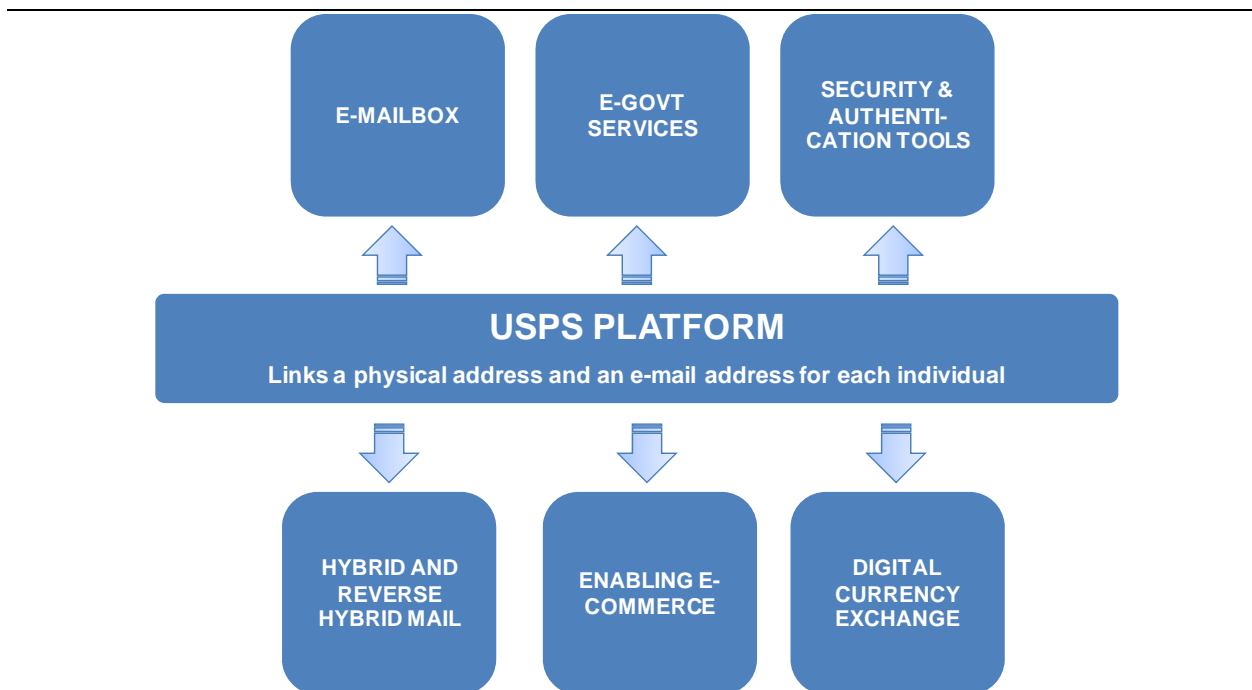 E-MAILBOX
E-GOVT
SERVICES
SECURITY &
AUTHENTI-
CATION TOOLS
USPS PLATFORM
Links a physical address and an e-mail address for each individual
HYBRID AND
REVERSE
HYBRID MAIL
ENABLING E-
COMMERCE
DIGITAL
CURRENCY
EXCHANGE